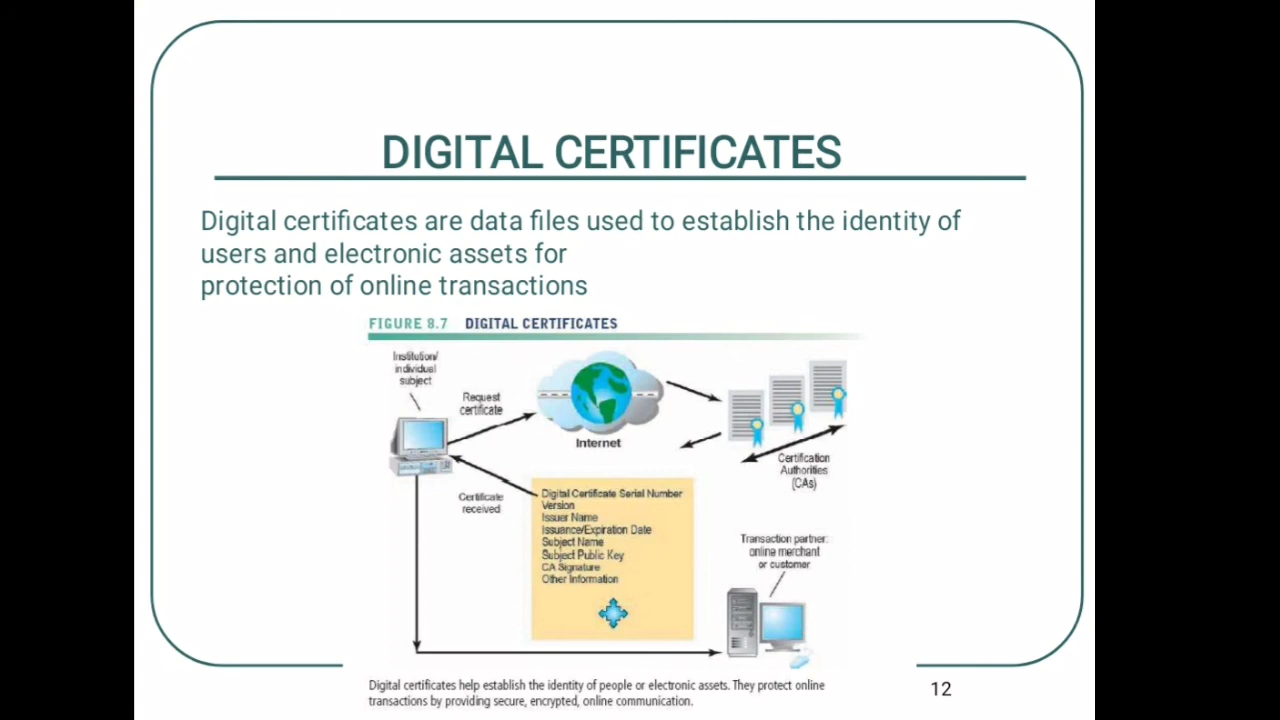 DIGITAL CERTIFICATES
Digital certificates are data files used to establish the identity of
users and electronic assets for
protection of online transactions
FIGURE 8.7 DIGITAL CERTIFICATES
Institution/
individual
subject
Request
certificate
Internet
Certification
Authorities
(CAs)
Certificate
received
Digital Certificate Serial Number
Version
Issuer Name
Issuance/Expiration Date
Subject Name
Subject Public Key
CA Signature
Other Information
Transaction partner:
online merchant
or customer
Digital certificates help establish the identity of people or electronic assets. They protect online
transactions by providing secure, encrypted, online communication.
12